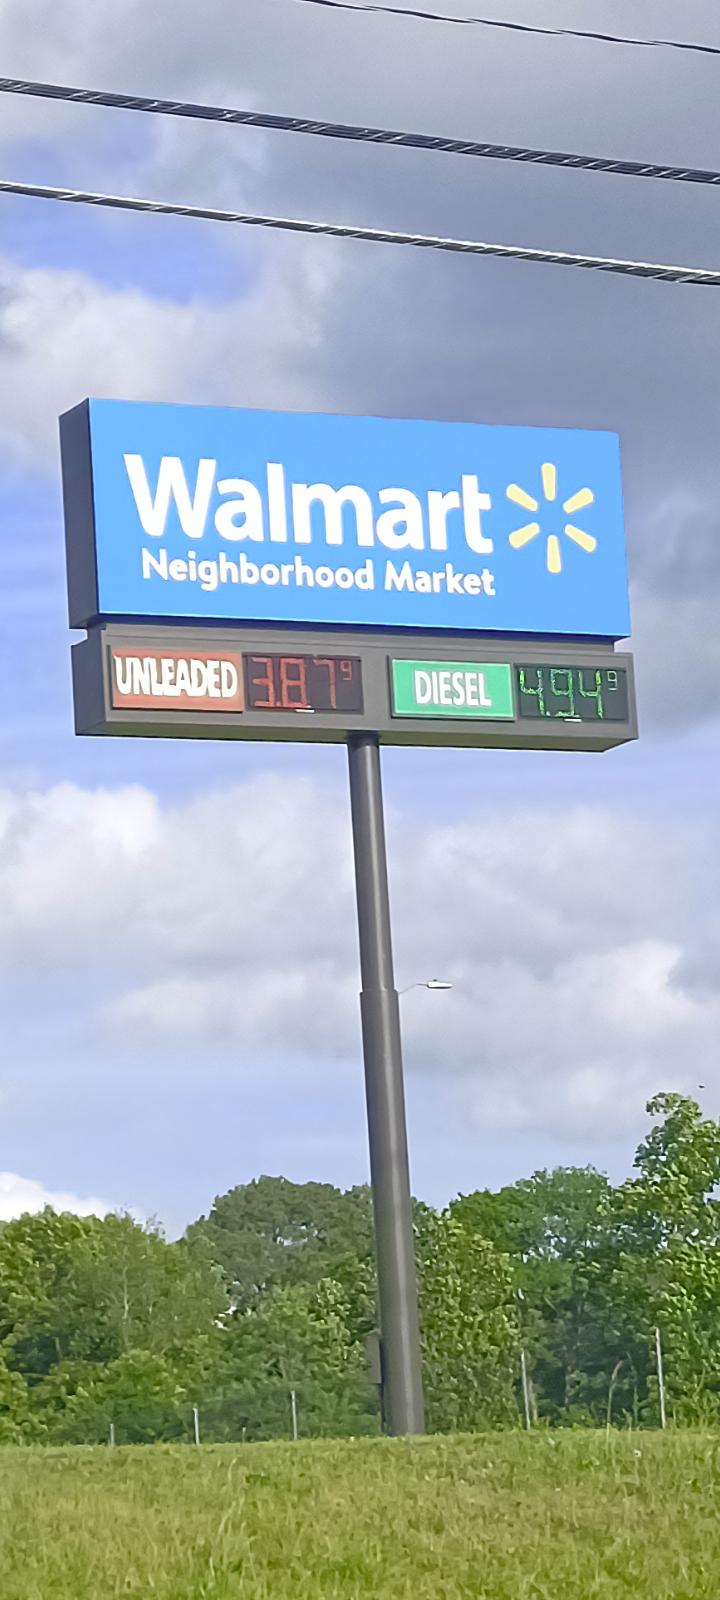 Walmart
Neighborhood Market
UNLEADED 3.87⁹ DIESEL 4.94⁹